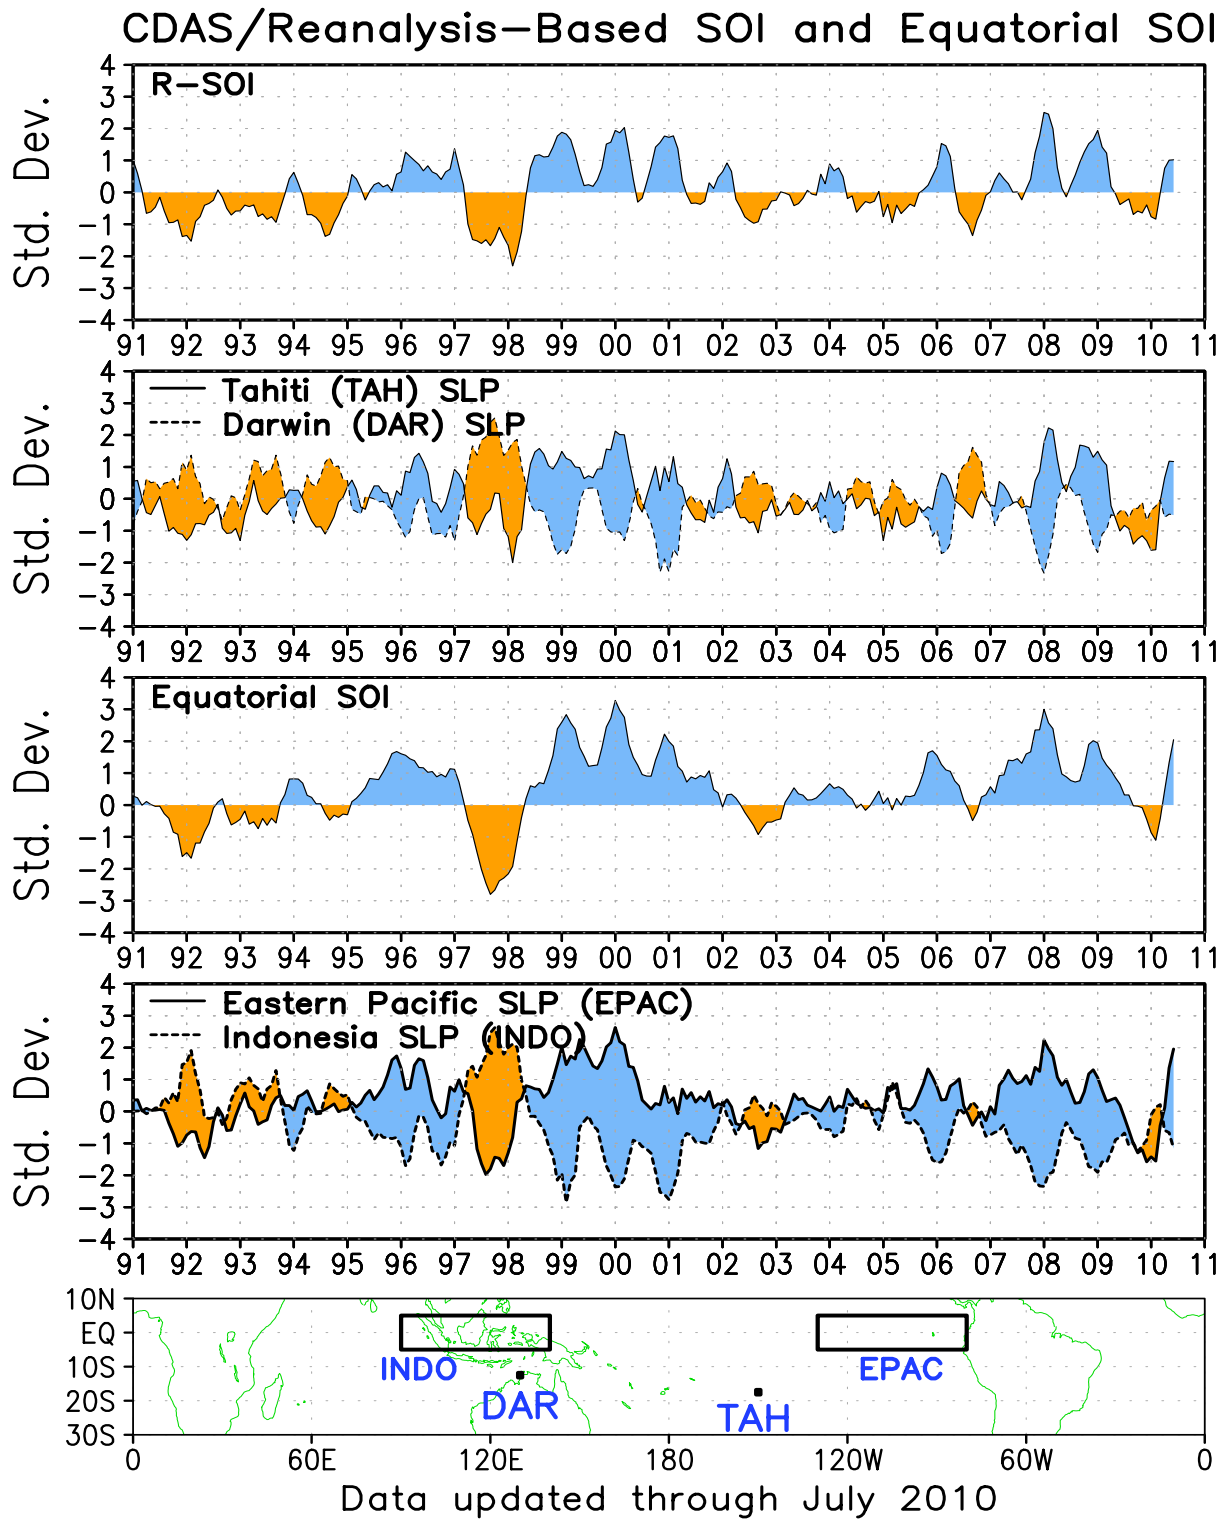 CDAS/Reanalysis-Based SOI and Equatorial SOI
R-SOI
Std. Dev.
4
3
2
1
0
-1
-2
-3
-4
91 92 93 94 95 96 97 98 99 00 01 02 03 04 05 06 07 08 09 10 11
Tahiti (TAH) SLP
Darwin (DAR) SLP
Std. Dev.
4
3
2
1
0
-1
-2
-3
-4
91 92 93 94 95 96 97 98 99 00 01 02 03 04 05 06 07 08 09 10 11
Equatorial SOI
Std. Dev.
4
3
2
1
0
-1
-2
-3
-4
91 92 93 94 95 96 97 98 99 00 01 02 03 04 05 06 07 08 09 10 11
Eastern Pacific SLP (EPAC)
Indonesia SLP (INDO)
Std. Dev.
4
3
2
1
0
-1
-2
-3
-4
91 92 93 94 95 96 97 98 99 00 01 02 03 04 05 06 07 08 09 10 11
10N
EQ
10S
20S
30S
INDO
EPAC
DAR
TAH
0 60E 120E 180 120W 60W 0
Data updated through July 2010